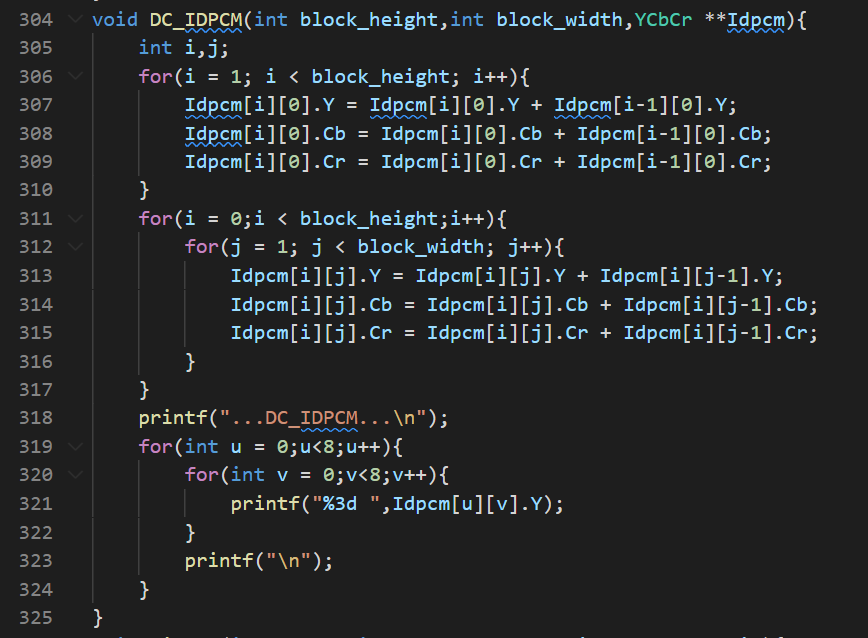 304 void DC_IDPCM(int block_height,int block_width,YCbCr **Idpcm){
305     int i,j;
306     for(i = 1; i < block_height; i++){
307         Idpcm[i][0].Y = Idpcm[i][0].Y + Idpcm[i-1][0].Y;
308         Idpcm[i][0].Cb = Idpcm[i][0].Cb + Idpcm[i-1][0].Cb;
309         Idpcm[i][0].Cr = Idpcm[i][0].Cr + Idpcm[i-1][0].Cr;
310     }
311     for(i = 0;i < block_height;i++){
312         for(j = 1; j < block_width; j++){
313             Idpcm[i][j].Y = Idpcm[i][j].Y + Idpcm[i][j-1].Y;
314             Idpcm[i][j].Cb = Idpcm[i][j].Cb + Idpcm[i][j-1].Cb;
315             Idpcm[i][j].Cr = Idpcm[i][j].Cr + Idpcm[i][j-1].Cr;
316         }
317     }
318     printf("...DC_IDPCM...\n");
319     for(int u = 0;u<8;u++){
320         for(int v = 0;v<8;v++){
321             printf("%3d ",Idpcm[u][v].Y);
322         }
323         printf("\n");
324     }
325 }